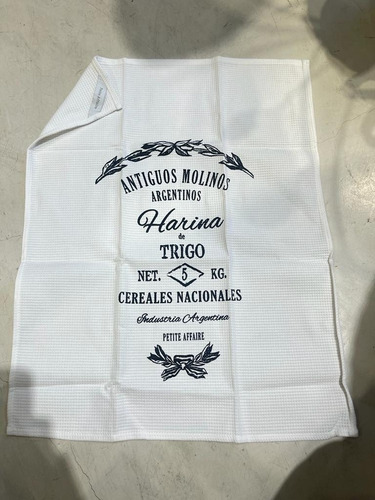 ANTIGUOS MOLINOS
ARGENTINOS
Harina
de
TRIGO
NET. 5 KG.
CEREALES NACIONALES
Industria Argentina
PETITE AFFAIRE